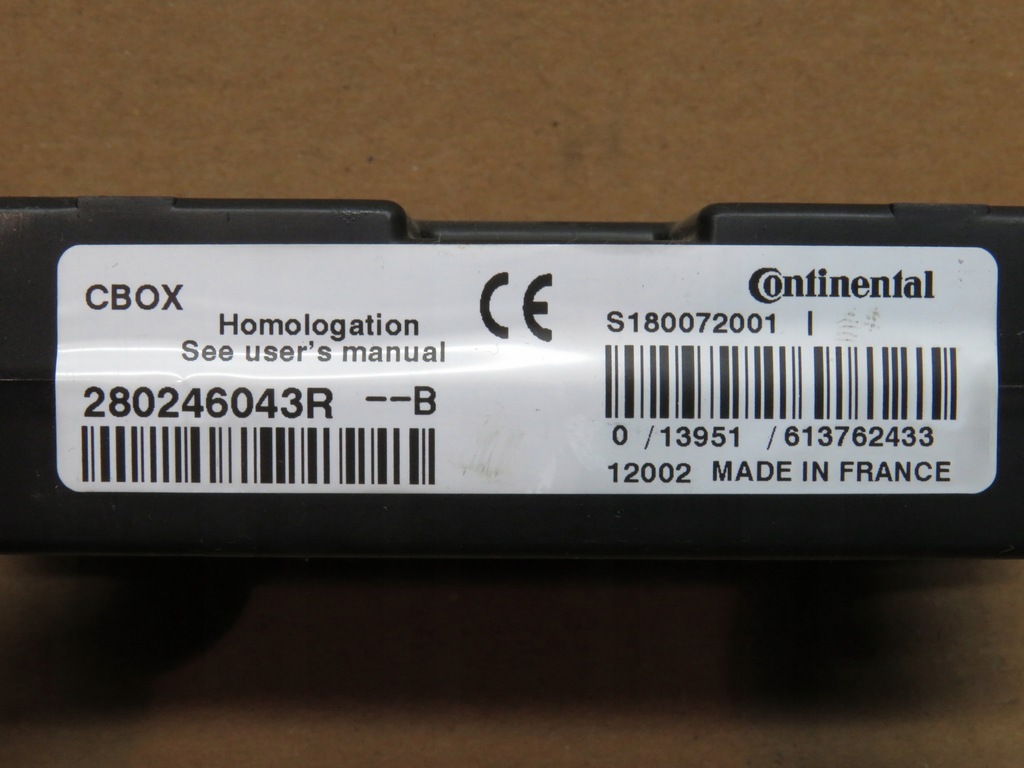 CBOX
Homologation
See user's manual
280246043R --B
CE
Continental
S180072001 I
0 /13951 /613762433
12002 MADE IN FRANCE